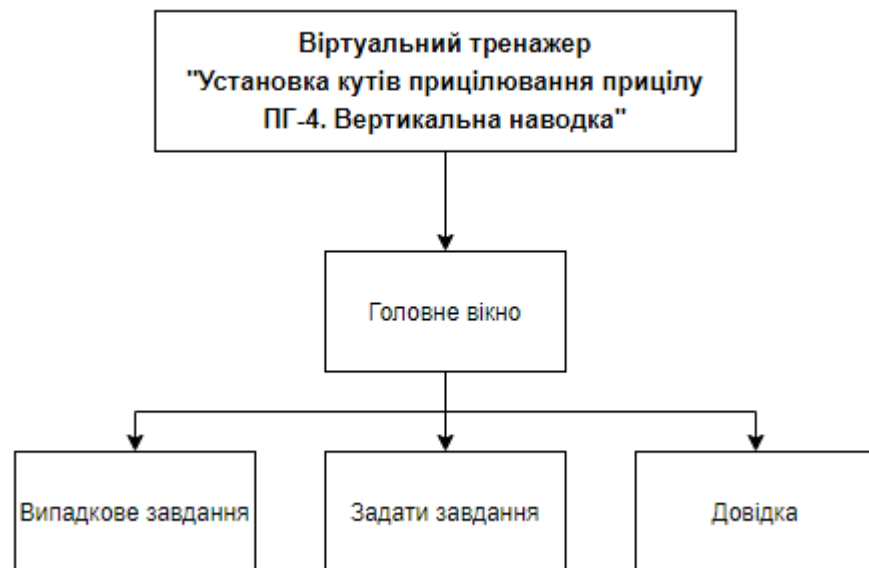 Віртуальний тренажер
"Установка кутів прицілювання прицілу
ПГ-4. Вертикальна наводка"
Головне вікно
Випадкове завдання
Задати завдання
Довідка